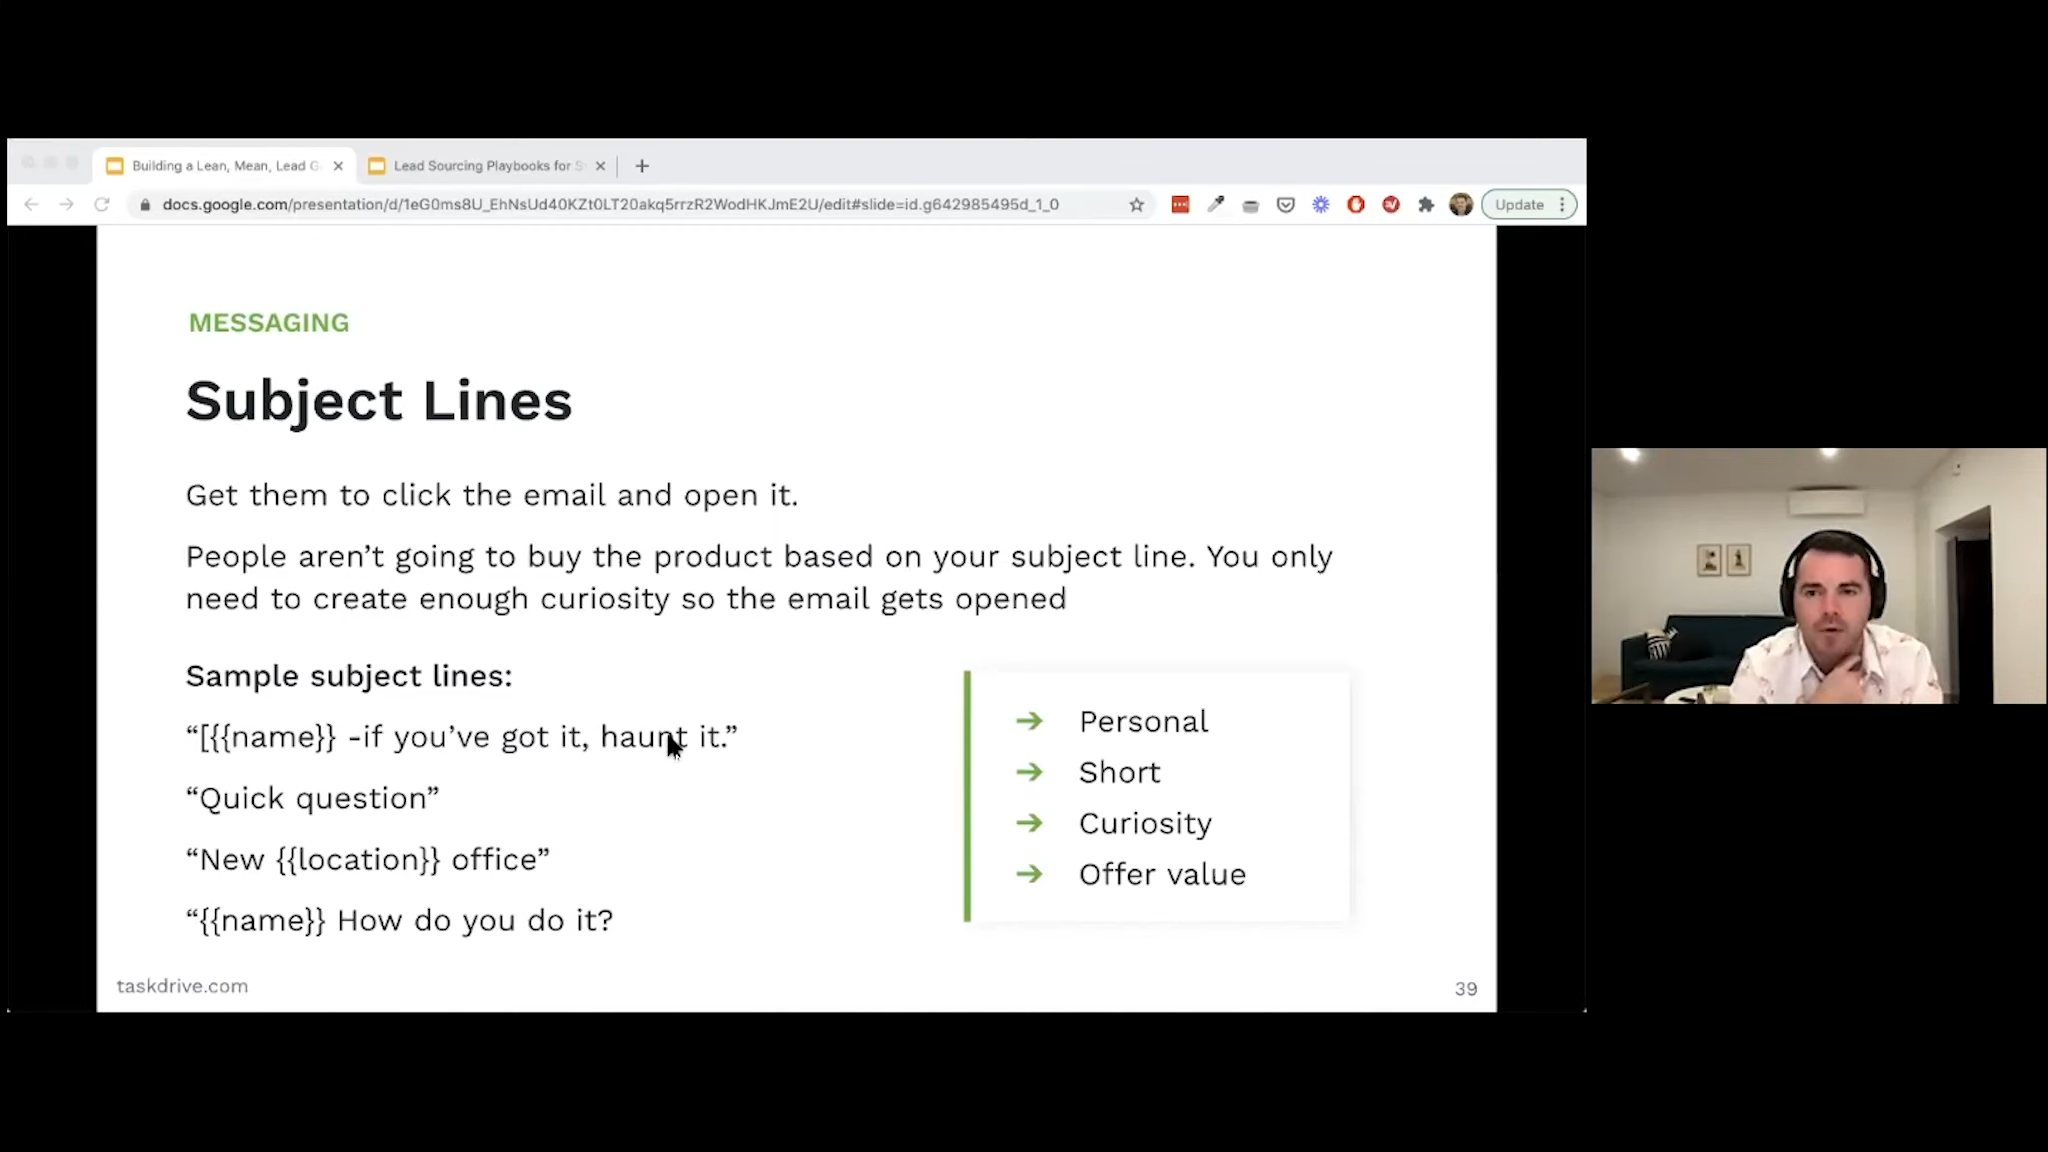 Building a Lean, Mean, Lead G
Lead Sourcing Playbooks for S
docs.google.com/presentation/d/1eG0ms8U_EhNsUd40KZt0LT20akq5rrzR2WodHKJmE2U/edit#slide=id.g642985495d_1_0
Update
MESSAGING
Subject Lines
Get them to click the email and open it.
People aren’t going to buy the product based on your subject line. You only
need to create enough curiosity so the email gets opened
Sample subject lines:
“[{{name}} -if you’ve got it, haunt it.”
“Quick question”
“New {{location}} office”
“{{name}} How do you do it?
→ Personal
→ Short
→ Curiosity
→ Offer value
taskdrive.com
39